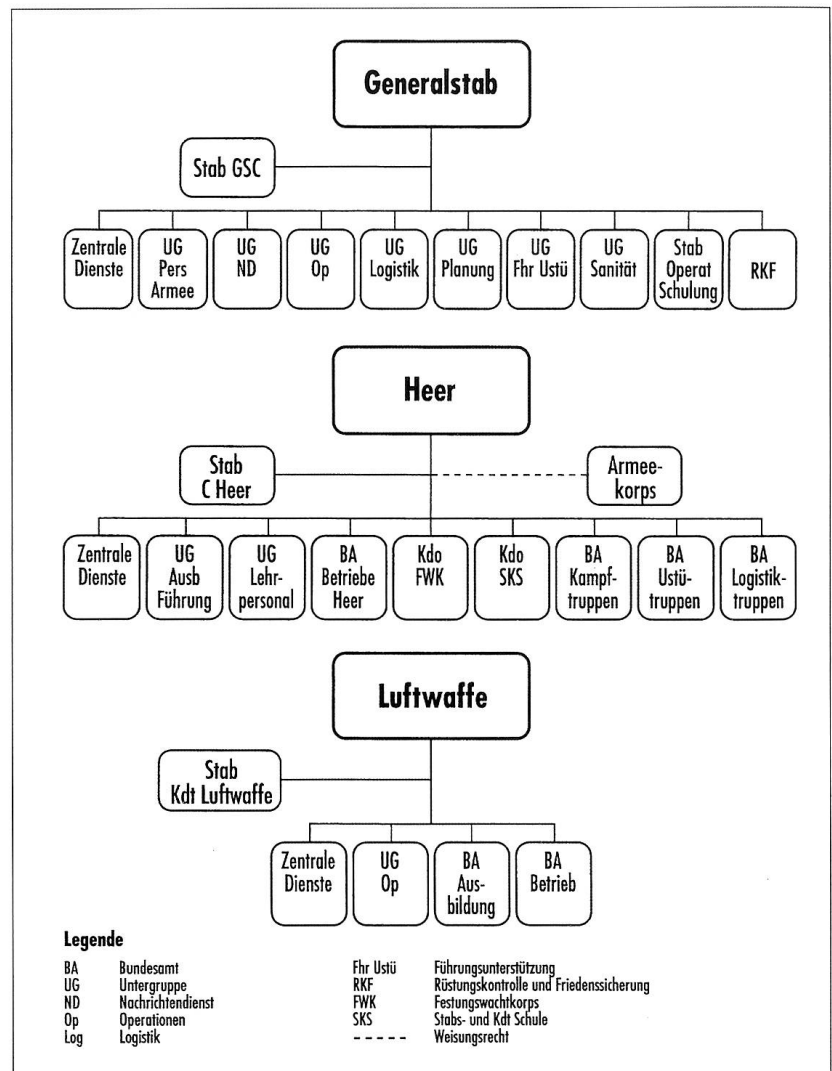 Generalstab
Stab GSC
Zentrale
Dienste
UG
Pers
Armee
UG
ND
UG
Op
UG
Logistik
UG
Planung
UG
Fhr Ustü
UG
Sanität
Stab
Operat
Schulung
RKF
Heer
Stab
C Heer
Armee-
korps
Zentrale
Dienste
UG
Ausb
Führung
UG
Lehr-
personal
BA
Betriebe
Heer
Kdo
FWK
Kdo
SKS
BA
Kampf-
truppen
BA
Ustü-
truppen
BA
Logistik-
truppen
Luftwaffe
Stab
Kdt Luftwaffe
Zentrale
Dienste
UG
Op
BA
Aus-
bildung
BA
Betrieb
Legende
BA Bundesamt
UG Untergruppe
ND Nachrichtendienst
Op Operationen
Log Logistik
Fhr Ustü Führungsunterstützung
RKF Rüstungskontrolle und Friedenssicherung
FWK Festungswachtkorps
SKS Stabs- und Kdt Schule
----- Weisungsrecht